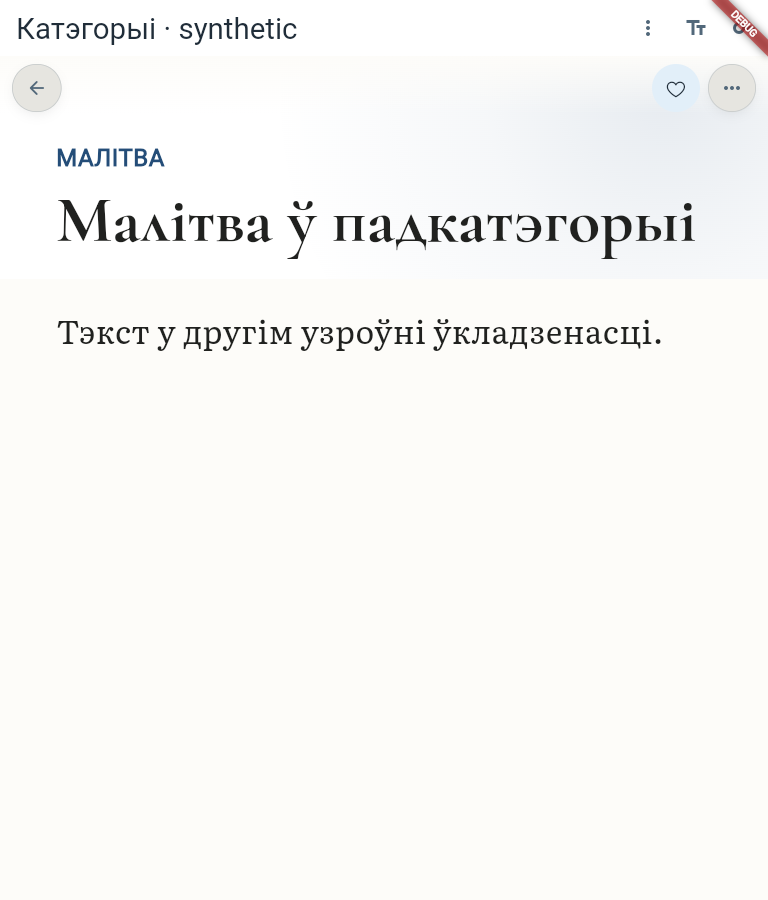 Катэгорыі · synthetic
DEBUG
МАЛІТВА
Малітва ў падкатэгорыі
Тэкст у другім узроўні ўкладзенасці.